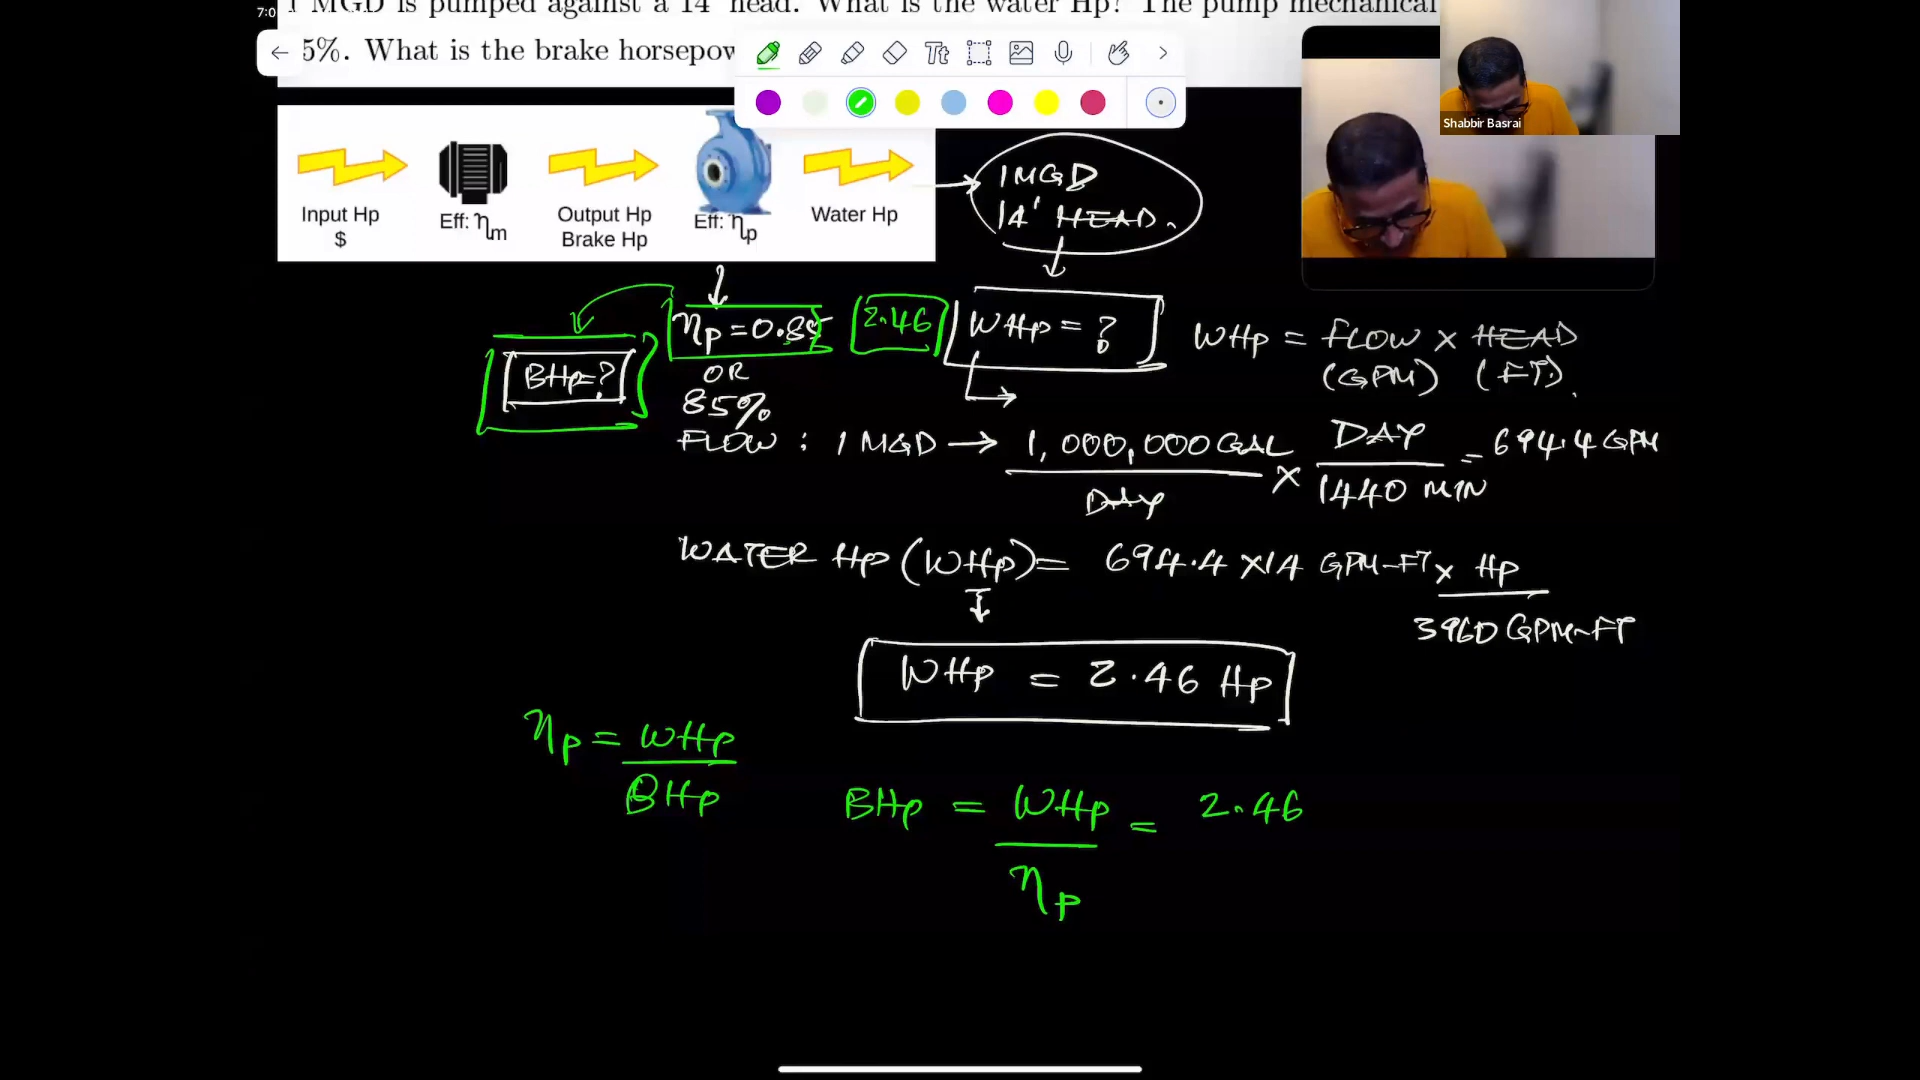 7:0
1 MGD is pumped against a 14' head. What is the water Hp? The pump mechanical
5%. What is the brake horsepow
Tt
Shabbir Basrai
Input Hp
$
Eff: ηm
Output Hp
Brake Hp
Eff: ηp
Water Hp
1 MGD
14' HEAD.
ηp = 0.85
OR
85%
BHp = ?
2.46
WHp = ?
WHp = FLOW x HEAD
(GPM) (FT).
FLOW : 1 MGD → 1,000,000 GAL / DAY x DAY / 1440 MIN = 694.4 GPM
WATER Hp (WHp) = 694.4 x 14 GPM-FT x Hp / 3960 GPM-FT
WHp = 2.46 Hp
ηp = WHp / BHp
BHp = WHp / ηp = 2.46